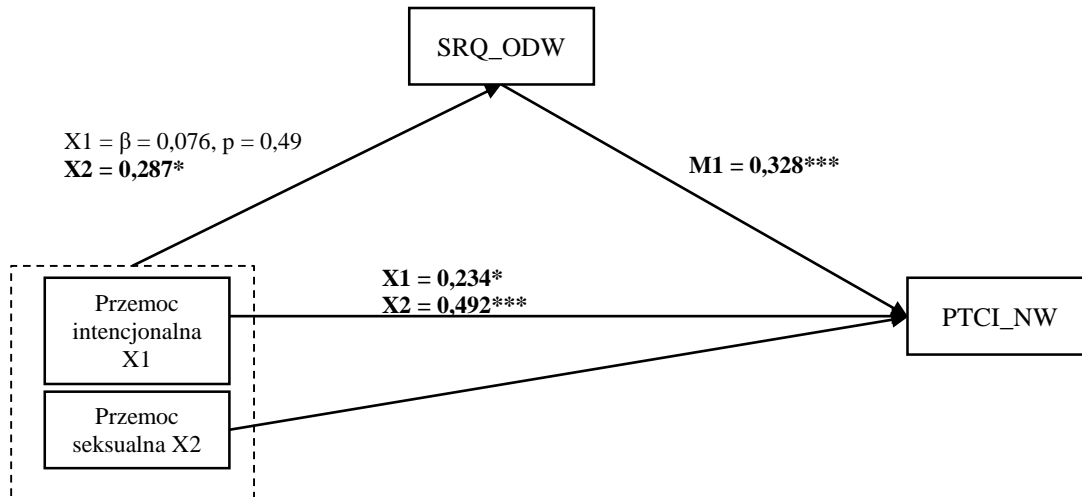 SRQ_ODW
X1 = β = 0,076, p = 0,49
X2 = 0,287*
M1 = 0,328***
X1 = 0,234*
X2 = 0,492***
Przemoc
intencjonalna
X1
PTCI_NW
Przemoc
seksualna X2